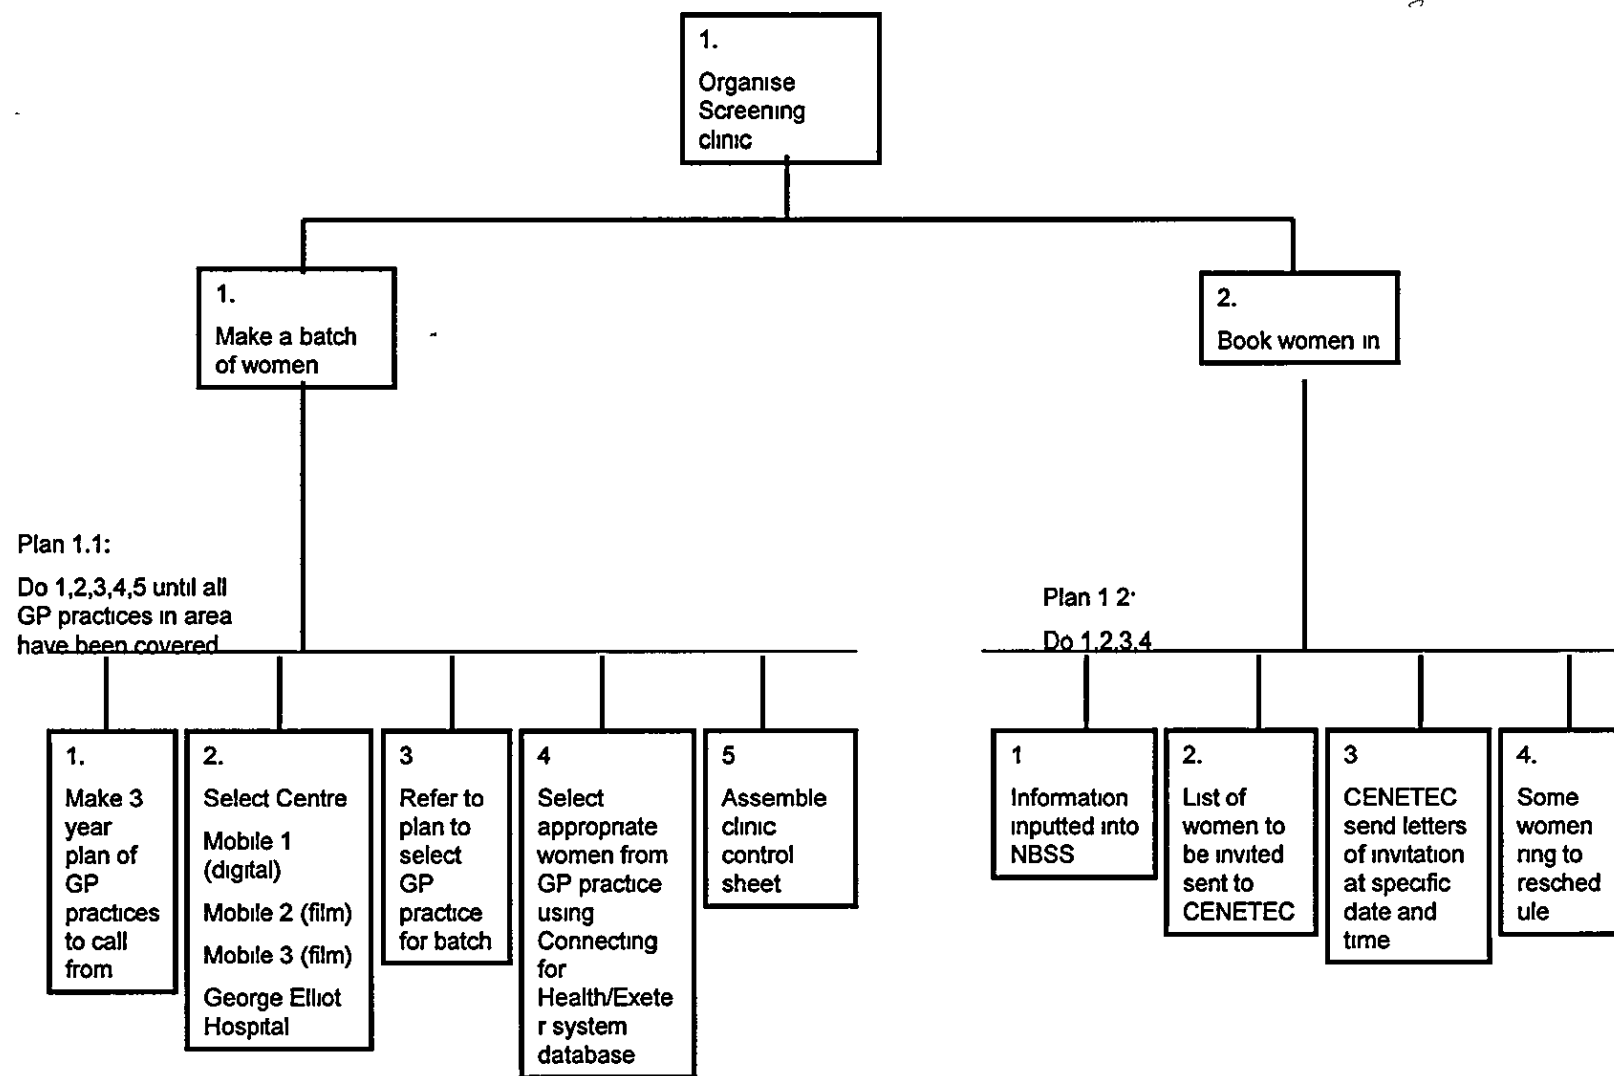 1.
Organise
Screening
clinic
1.
Make a batch
of women
2.
Book women in
Plan 1.1:
Do 1,2,3,4,5 until all
GP practices in area
have been covered
Plan 1 2·
Do 1,2,3,4
1.
Make 3
year
plan of
GP
practices
to call
from
2.
Select Centre
Mobile 1
(digital)
Mobile 2 (film)
Mobile 3 (film)
George Elliot
Hospital
3
Refer to
plan to
select
GP
practice
for batch
4
Select
appropriate
women from
GP practice
using
Connecting
for
Health/Exete
r system
database
5
Assemble
clinic
control
sheet
1
Information
inputted into
NBSS
2.
List of
women to
be invited
sent to
CENETEC
3
CENETEC
send letters
of invitation
at specific
date and
time
4.
Some
women
ring to
resched
ule